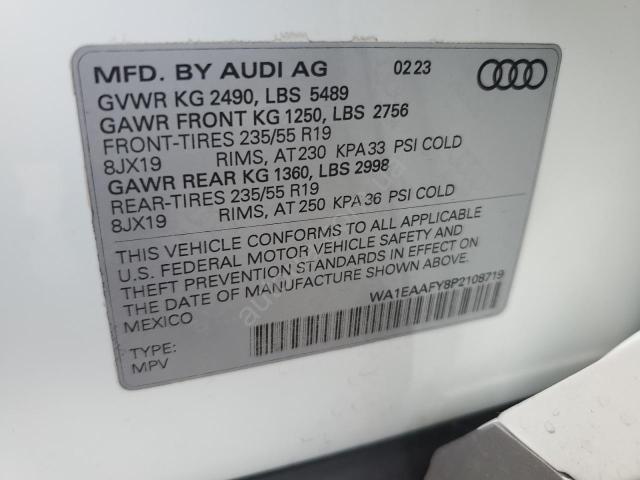 MFD. BY AUDI AG 02 23
GVWR KG 2490, LBS 5489
GAWR FRONT KG 1250, LBS 2756
FRONT-TIRES 235/55 R19
8JX19 RIMS, AT 230 KPA 33 PSI COLD
GAWR REAR KG 1360, LBS 2998
REAR-TIRES 235/55 R19
8JX19 RIMS, AT 250 KPA 36 PSI COLD
THIS VEHICLE CONFORMS TO ALL APPLICABLE
U.S. FEDERAL MOTOR VEHICLE SAFETY AND
THEFT PREVENTION STANDARDS IN EFFECT ON
THE DATE OF MANUFACTURE SHOWN ABOVE.
MEXICO
WA1EAAFY8P2108719
TYPE:
MPV